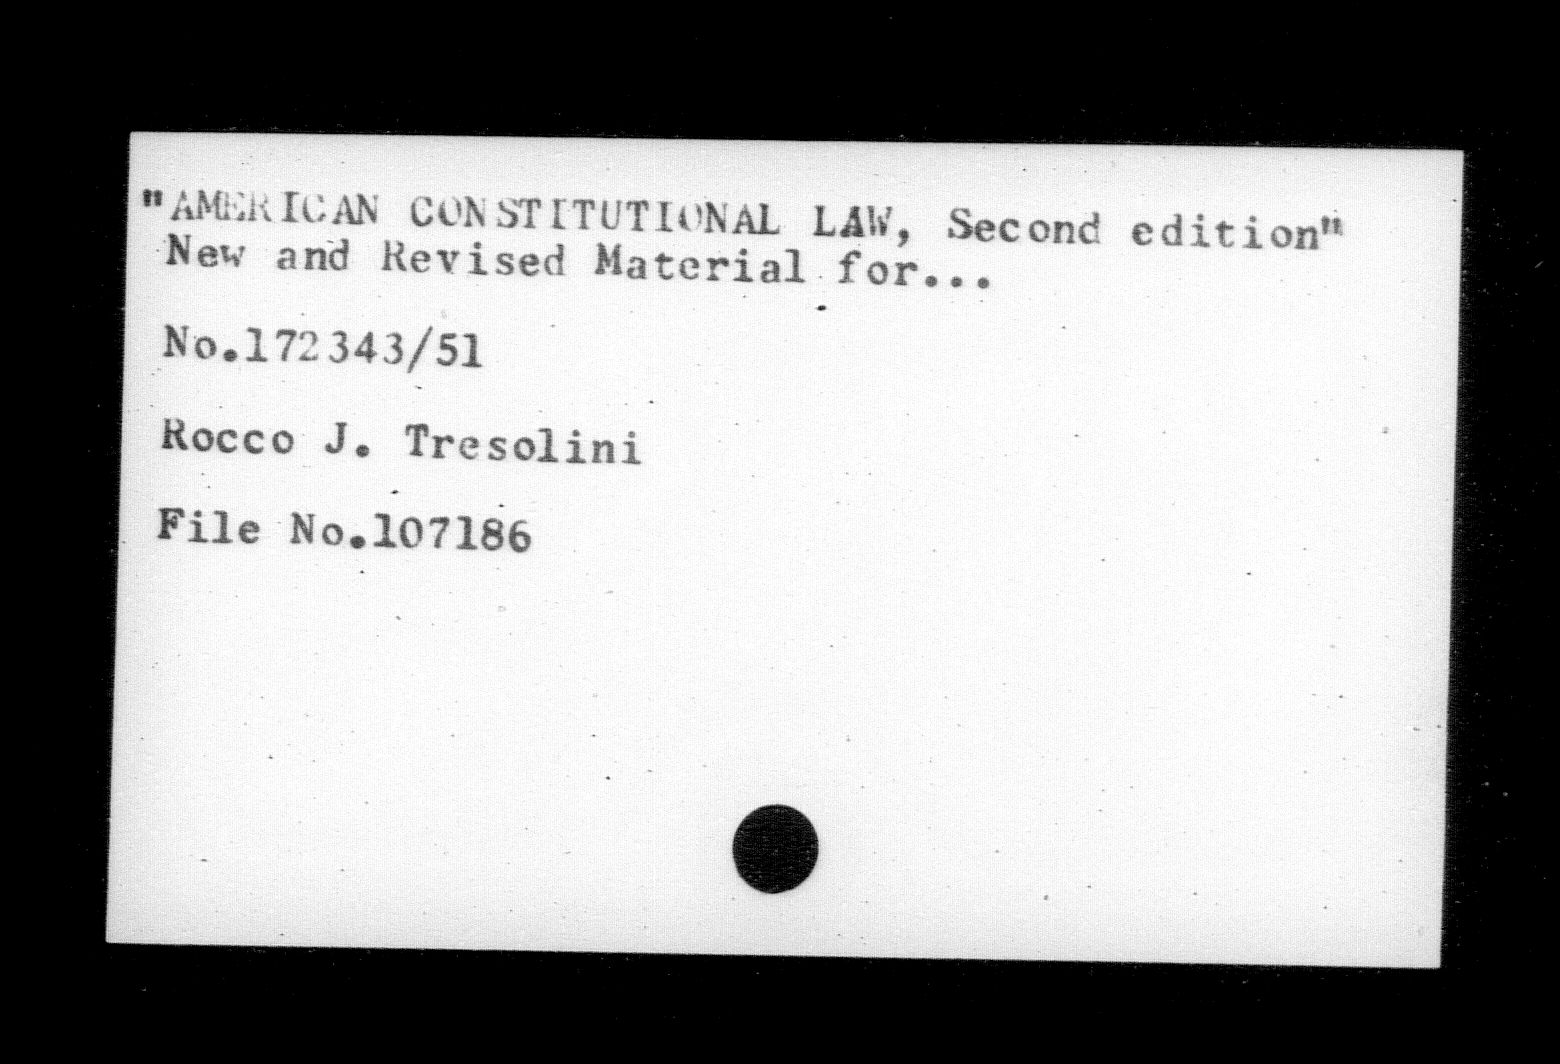 "AMERICAN CONSTITUTIONAL LAW, Second edition"
New and Revised Material for...
No.172343/51
Rocco J. Tresolini
File No.107186